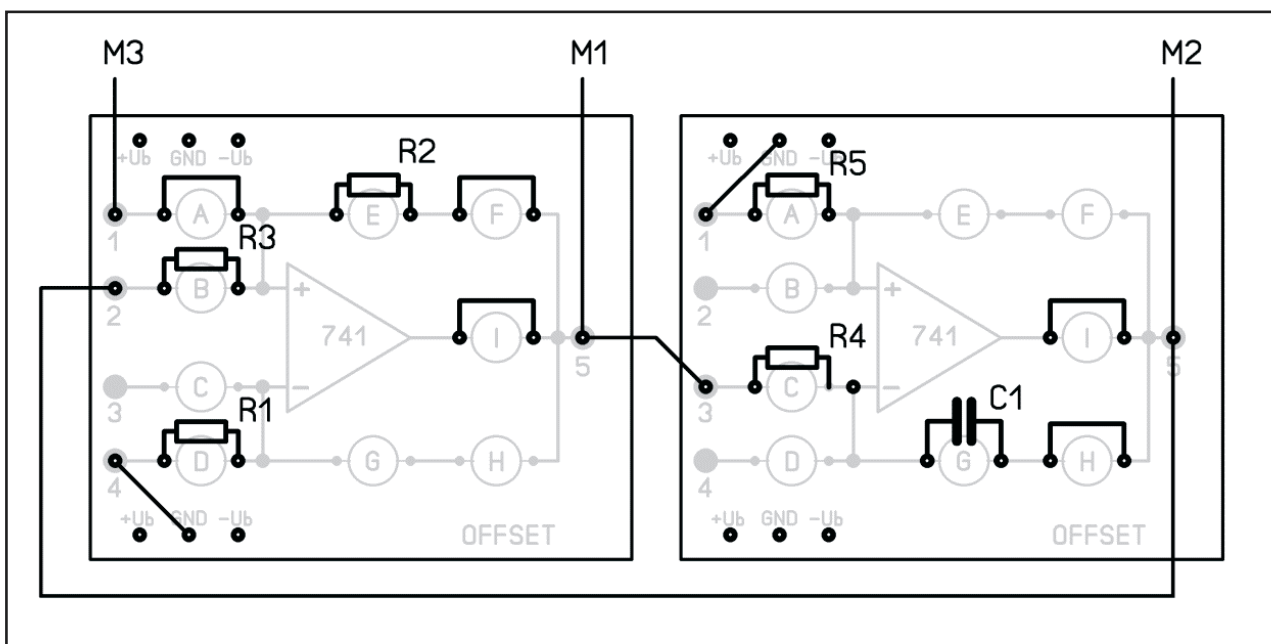 M3 M1 M2
+Ub GND -Ub +Ub GND -Ub
R2 R5
A E F A E F
1 1
R3
B B
2 2
+ +
741 I 741 I
5 5
R4
C - C -
3 3
R1 C1
D G H D G H
4 4
+Ub GND -Ub +Ub GND -Ub
OFFSET OFFSET